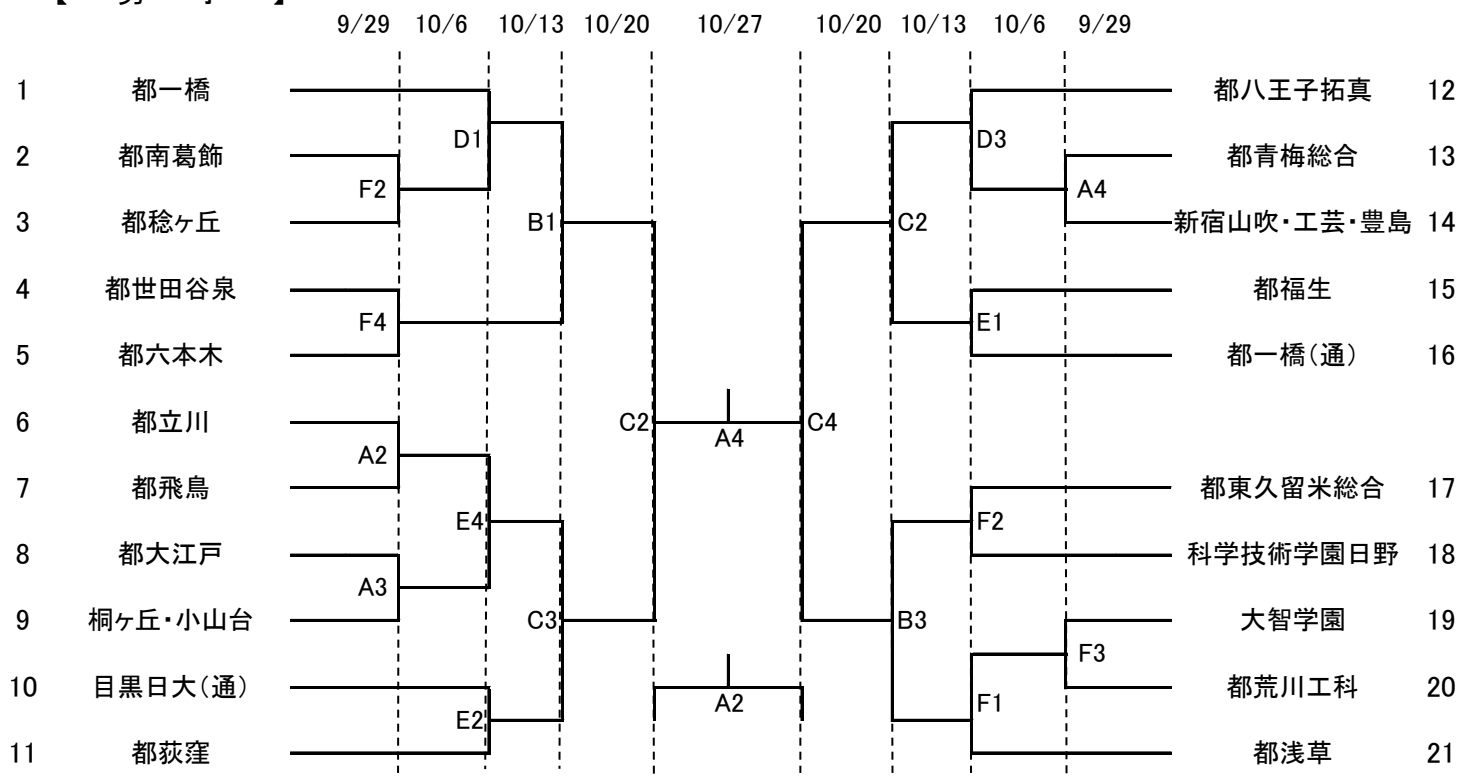 9/29 10/6 10/13 10/20 10/27 10/20 10/13 10/6 9/29
1 都一橋 都八王子拓真 12
D1 D3
2 都南葛飾 都青梅総合 13
F2 A4
3 都稔ヶ丘 B1 C2 新宿山吹・工芸・豊島 14
4 都世田谷泉 都福生 15
F4 E1
5 都六本木 都一橋(通) 16
6 都立川 C2 A4 C4
A2
7 都飛鳥 都東久留米総合 17
E4 F2
8 都大江戸 科学技術学園日野 18
A3
9 桐ヶ丘・小山台 C3 B3 大智学園 19
F3
10 目黒日大(通) A2 F1 都荒川工科 20
E2
11 都荻窪 都浅草 21